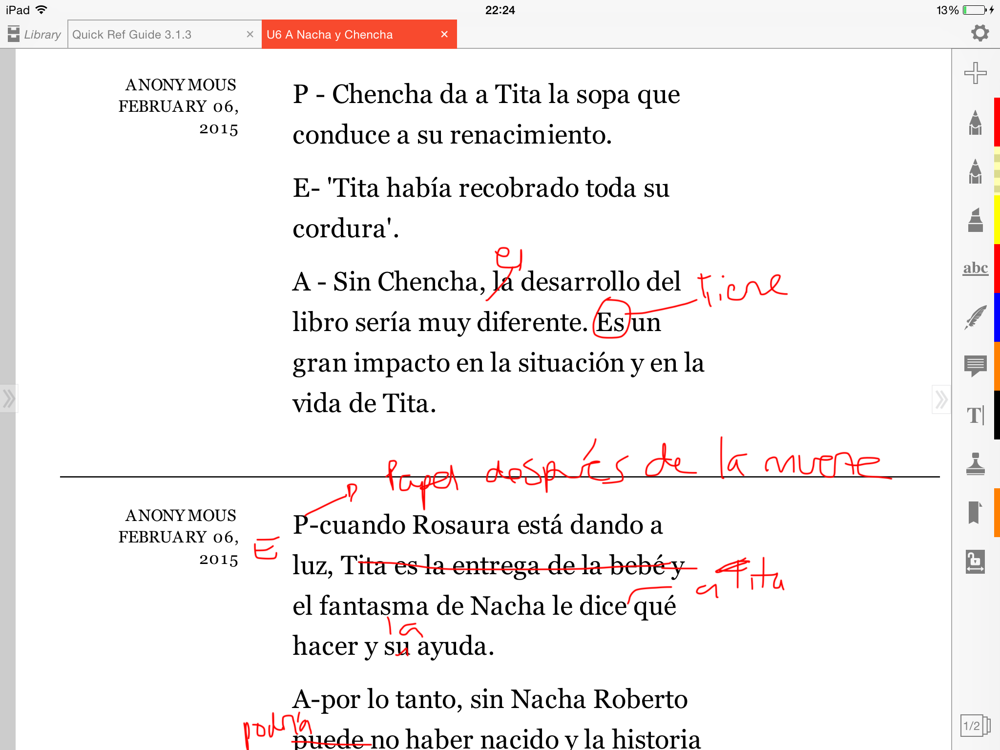 iPad 22:24 13%
Library Quick Ref Guide 3.1.3 × U6 A Nacha y Chencha ×
ANONYMOUS
FEBRUARY 06,
2015
P - Chencha da a Tita la sopa que
conduce a su renacimiento.
E- 'Tita había recobrado toda su
cordura'.
el
A - Sin Chencha, la desarrollo del
tiene
libro sería muy diferente. Es un
gran impacto en la situación y en la
vida de Tita.
Papel después de la muerte
ANONYMOUS
FEBRUARY 06,
2015
P
P-cuando Rosaura está dando a
E
luz, Tita es la entrega de la bebé y
a Tita
el fantasma de Nacha le dice qué
la
hacer y su ayuda.
A-por lo tanto, sin Nacha Roberto
podría
puede no haber nacido y la historia
abc
T
1/2